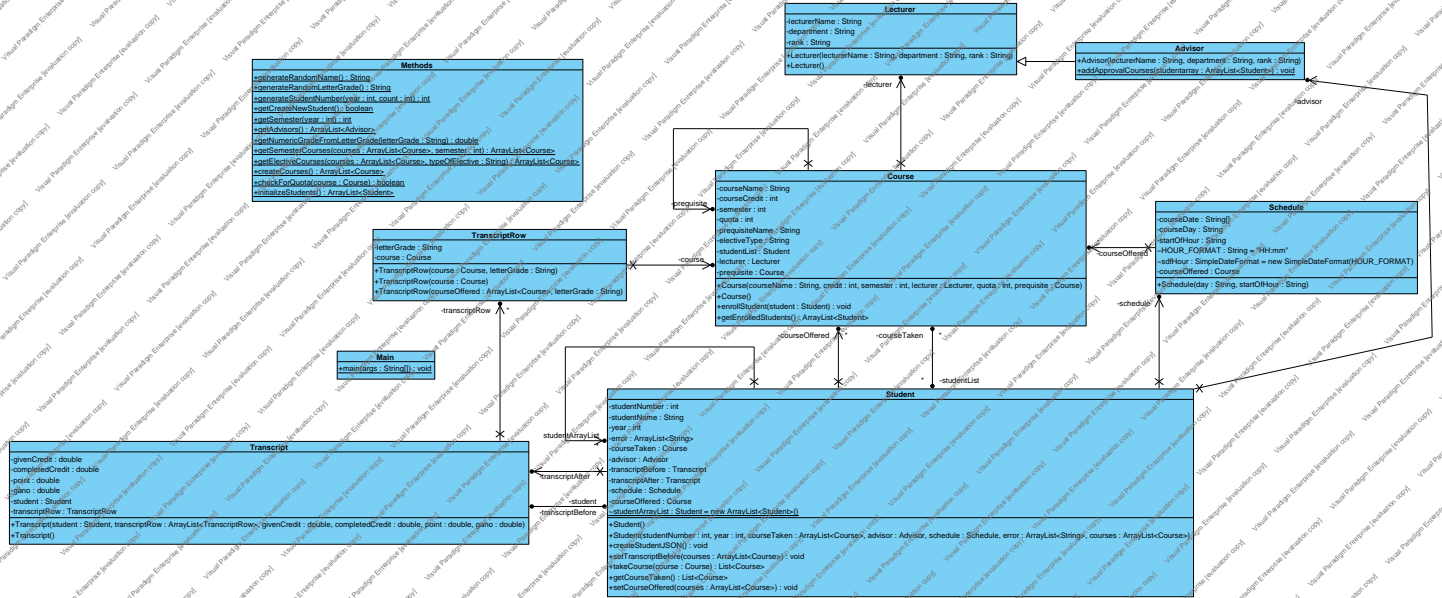 Lecturer
-lecturerName : String
-department : String
-rank : String
+Lecturer(lecturerName : String, department : String, rank : String)
+Lecturer()
Advisor
+Advisor(lecturerName : String, department : String, rank : String)
+addApprovalCourses(studentarray : ArrayList<Student>) : void
-lecturer
-advisor
Methods
+generateRandomName() : String
+generateRandomLetterGrade() : String
+generateStudentNumber(year : int, count : int) : int
+getCreateNewStudent() : boolean
+getSemester(year : int) : int
+getAdvisors() : ArrayList<Advisor>
+getNumericGradeFromLetterGrade(letterGrade : String) : double
+getSemesterCourses(courses : ArrayList<Course>, semester : int) : ArrayList<Course>
+getElectiveCourses(courses : ArrayList<Course>, typeOfElective : String) : ArrayList<Course>
+createCourses() : ArrayList<Course>
+checkForQuota(course : Course) : boolean
+initializeStudents() : ArrayList<Student>
Course
-courseName : String
-courseCredit : int
-semester : int
-quota : int
-prequisiteName : String
-electiveType : String
-studentList : Student
-lecturer : Lecturer
-prequisite : Course
+Course(courseName : String, credit : int, semester : int, lecturer : Lecturer, quota : int, prequisite : Course)
+Course()
+enrollStudent(student : Student) : void
+getEnrolledStudents() : ArrayList<Student>
-prequisite
Schedule
-courseDate : String[]
-courseDay : String
-startOfHour : String
-HOUR_FORMAT : String = "HH:mm"
-sdfHour : SimpleDateFormat = new SimpleDateFormat(HOUR_FORMAT)
-courseOffered : Course
+Schedule(day : String, startOfHour : String)
-courseOffered
*
TranscriptRow
-letterGrade : String
-course : Course
+TranscriptRow(course : Course, letterGrade : String)
+TranscriptRow(course : Course)
+TranscriptRow(courseOffered : ArrayList<Course>, letterGrade : String)
-course
-transcriptRow
*
-schedule
-courseOffered
*
-courseTaken
*
*
-studentList
Main
+main(args : String[]) : void
Student
-studentNumber : int
-studentName : String
-year : int
-error : ArrayList<String>
-courseTaken : Course
-advisor : Advisor
-transcriptBefore : Transcript
-transcriptAfter : Transcript
-schedule : Schedule
-courseOffered : Course
-studentArrayList : Student = new ArrayList<Student>()
+Student()
+Student(studentNumber : int, year : int, courseTaken : ArrayList<Course>, advisor : Advisor, schedule : Schedule, error : ArrayList<String>, courses : ArrayList<Course>)
+createStudentJSON() : void
+setTranscriptBefore(courses : ArrayList<Course>) : void
+takeCourse(course : Course) : List<Course>
+getCourseTaken() : List<Course>
+setCourseOffered(courses : ArrayList<Course>) : void
studentArrayList
*
-transcriptAfter
-student
-transcriptBefore
Transcript
-givenCredit : double
-completedCredit : double
-point : double
-gano : double
-student : Student
-transcriptRow : TranscriptRow
+Transcript(student : Student, transcriptRow : ArrayList<TranscriptRow>, givenCredit : double, completedCredit : double, point : double, gano : double)
+Transcript()
Visual Paradigm Enterprise [evaluation copy]